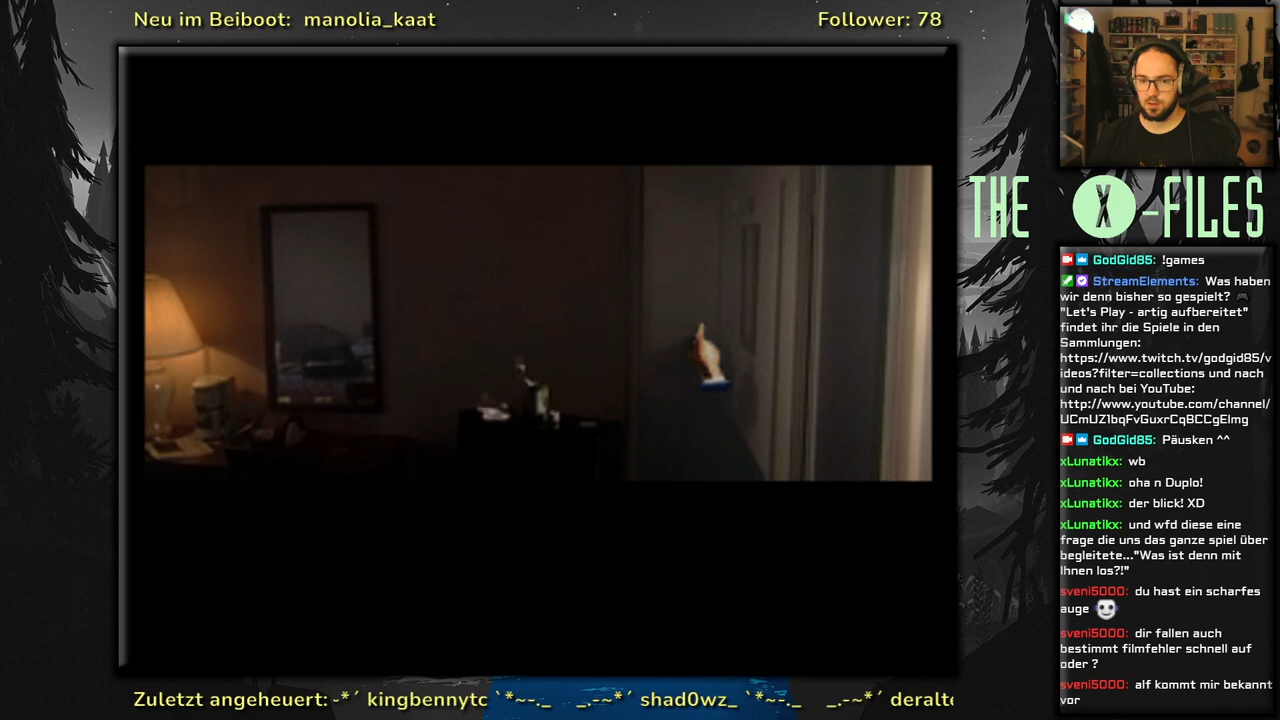 Neu im Beiboot: manolia_kaat
Follower: 78
THE X-FILES
GodGid85: !games
StreamElements: Was haben
wir denn bisher so gespielt? 🎮
"Let's Play - artig aufbereitet"
findet ihr die Spiele in den
Sammlungen:
https://www.twitch.tv/godgid85/v
ideos?filter=collections und nach
und nach bei YouTube:
http://www.youtube.com/channel/
UCmUZ1bqFvGuxrCqBCCgElmg
GodGid85: Päusken ^^
xLunatikx: wb
xLunatikx: oha n Duplo!
xLunatikx: der blick! XD
xLunatikx: und wfd diese eine
frage die uns das ganze spiel über
begleitete..."Was ist denn mit
Ihnen los?!"
sveni5000: du hast ein scharfes
auge
sveni5000: dir fallen auch
bestimmt filmfehler schnell auf
oder ?
sveni5000: alf kommt mir bekannt
vor
Zuletzt angeheuert: -*´ kingbennytc `*~-._ _.-~*´ shad0wz_ `*~-._ _.-~*´ deralt